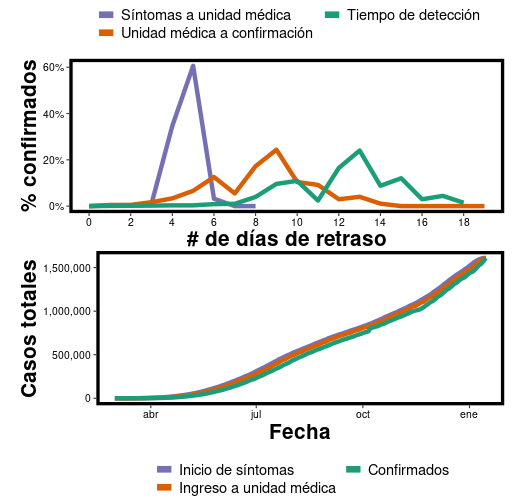 Síntomas a unidad médica
Tiempo de detección
Unidad médica a confirmación
% confirmados
60%
40%
20%
0%
0 2 4 6 8 10 12 14 16 18
# de días de retraso
Casos totales
1,500,000
1,000,000
500,000
0
abr jul oct ene
Fecha
Inicio de síntomas
Confirmados
Ingreso a unidad médica